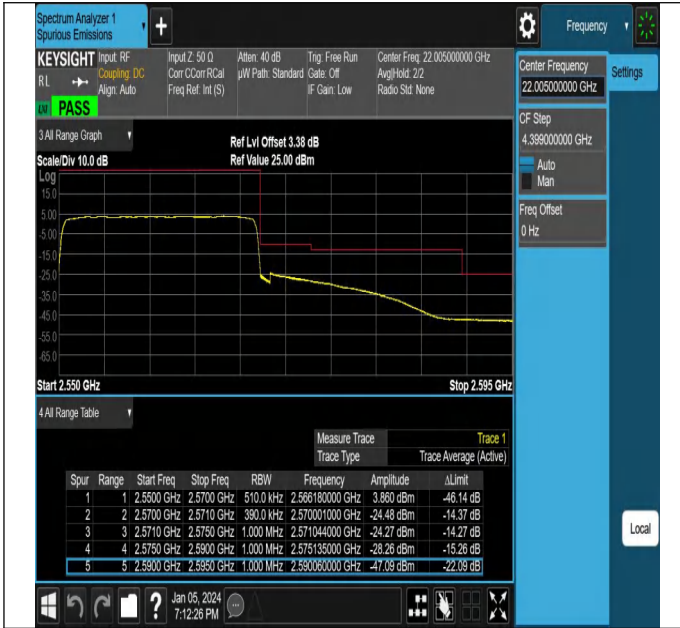 Spectrum Analyzer 1
Spurious Emissions
+
Frequency
KEYSIGHT
RL
Input: RF
Coupling: DC
Align: Auto
Input Z: 50 Ω
Corr CCorr RCal
Freq Ref: Int (S)
Atten: 40 dB
µW Path: Standard
Trig: Free Run
Gate: Off
IF Gain: Low
Center Freq: 22.005000000 GHz
Avg|Hold: 2/2
Radio Std: None
PASS
Center Frequency
22.005000000 GHz
Settings
CF Step
4.399000000 GHz
Auto
Man
Freq Offset
0 Hz
3 All Range Graph
Scale/Div 10.0 dB
Ref Lvl Offset 3.38 dB
Ref Value 25.00 dBm
Log
15.0
5.00
-5.00
-15.0
-25.0
-35.0
-45.0
-55.0
-65.0
Start 2.550 GHz
Stop 2.595 GHz
4 All Range Table
Measure Trace Trace 1
Trace Type Trace Average (Active)
Spur Range Start Freq Stop Freq RBW Frequency Amplitude ΔLimit
1 1 2.5500 GHz 2.5700 GHz 510.0 kHz 2.566180000 GHz 3.860 dBm -46.14 dB
2 2 2.5700 GHz 2.5710 GHz 390.0 kHz 2.570001000 GHz -24.48 dBm -14.37 dB
3 3 2.5710 GHz 2.5750 GHz 1.000 MHz 2.571044000 GHz -24.27 dBm -14.27 dB
4 4 2.5750 GHz 2.5900 GHz 1.000 MHz 2.575135000 GHz -28.26 dBm -15.26 dB
5 5 2.5900 GHz 2.5950 GHz 1.000 MHz 2.590060000 GHz -47.09 dBm -22.09 dB
Local
?
Jan 05, 2024
7:12:26 PM